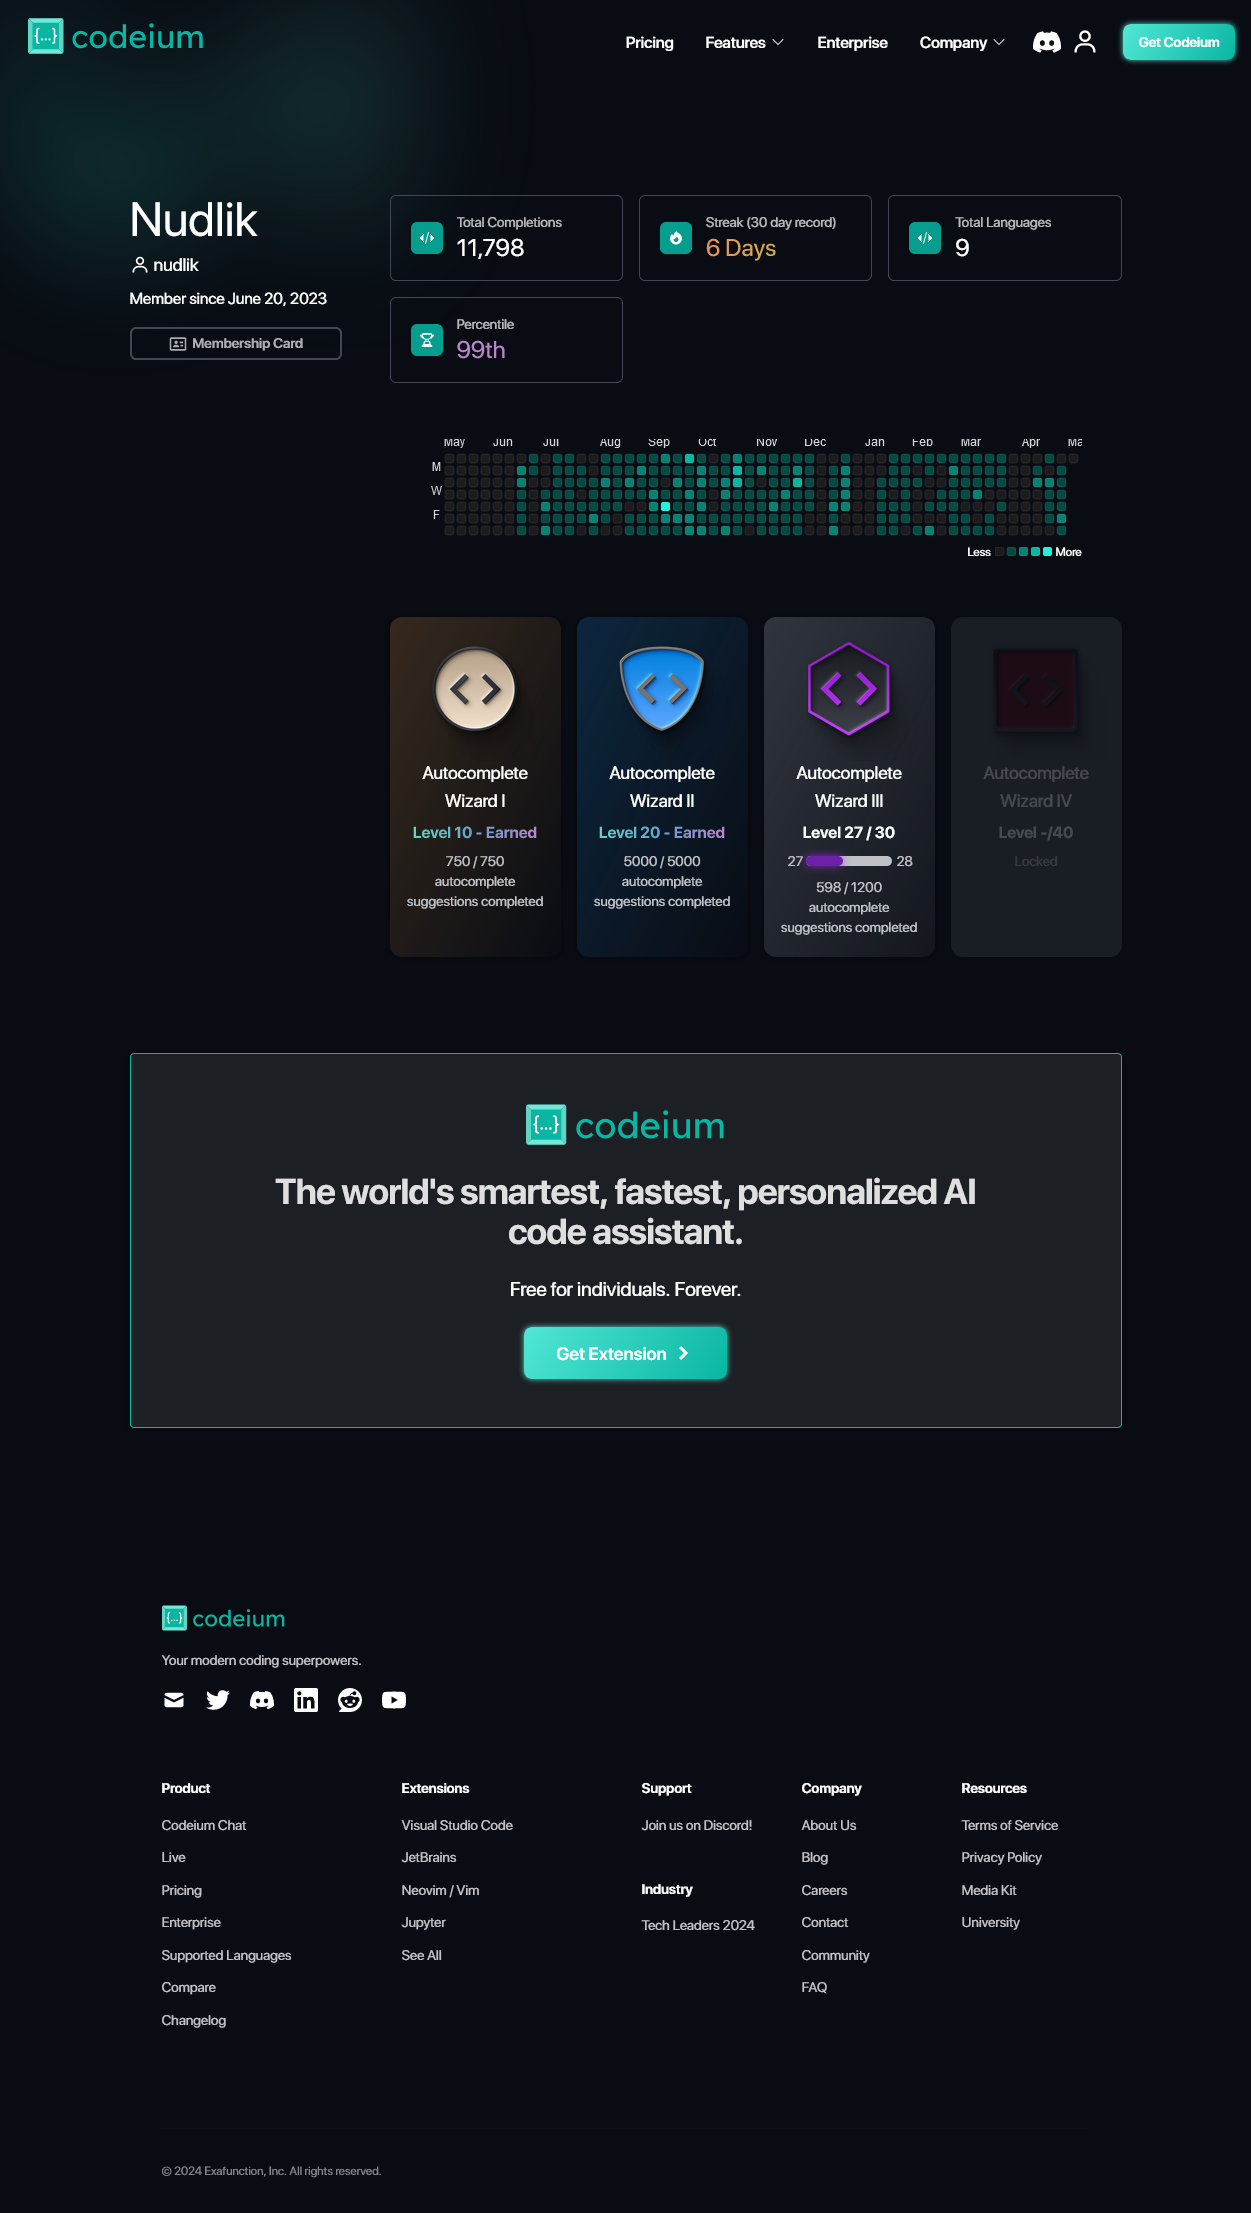 {...} codeium
Pricing Features Enterprise Company Get Codeium
Nudlik
nudlik
Member since June 20, 2023
Membership Card
Total Completions
11,798
Streak (30 day record)
6 Days
Total Languages
9
Percentile
99th
May Jun Jul Aug Sep Oct Nov Dec Jan Feb Mar Apr Ma
M
W
F
Less More
Autocomplete
Wizard I
Level 10 - Earned
750 / 750
autocomplete
suggestions completed
Autocomplete
Wizard II
Level 20 - Earned
5000 / 5000
autocomplete
suggestions completed
Autocomplete
Wizard III
Level 27 / 30
27 28
598 / 1200
autocomplete
suggestions completed
Autocomplete
Wizard IV
Level -/40
Locked
{...} codeium
The world's smartest, fastest, personalized AI
code assistant.
Free for individuals. Forever.
Get Extension
{...} codeium
Your modern coding superpowers.
Product
Codeium Chat
Live
Pricing
Enterprise
Supported Languages
Compare
Changelog
Extensions
Visual Studio Code
JetBrains
Neovim / Vim
Jupyter
See All
Support
Join us on Discord!
Industry
Tech Leaders 2024
Company
About Us
Blog
Careers
Contact
Community
FAQ
Resources
Terms of Service
Privacy Policy
Media Kit
University
© 2024 Exafunction, Inc. All rights reserved.